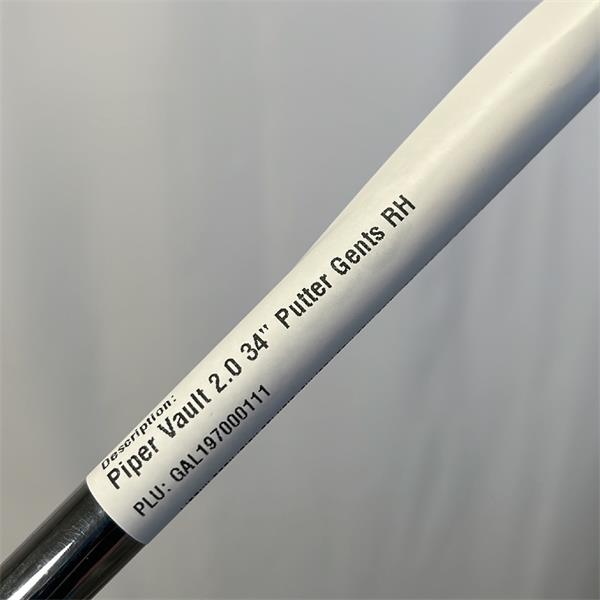 Description:
Piper Vault 2.0 34" Putter Gents RH
PLU: GAL197000111